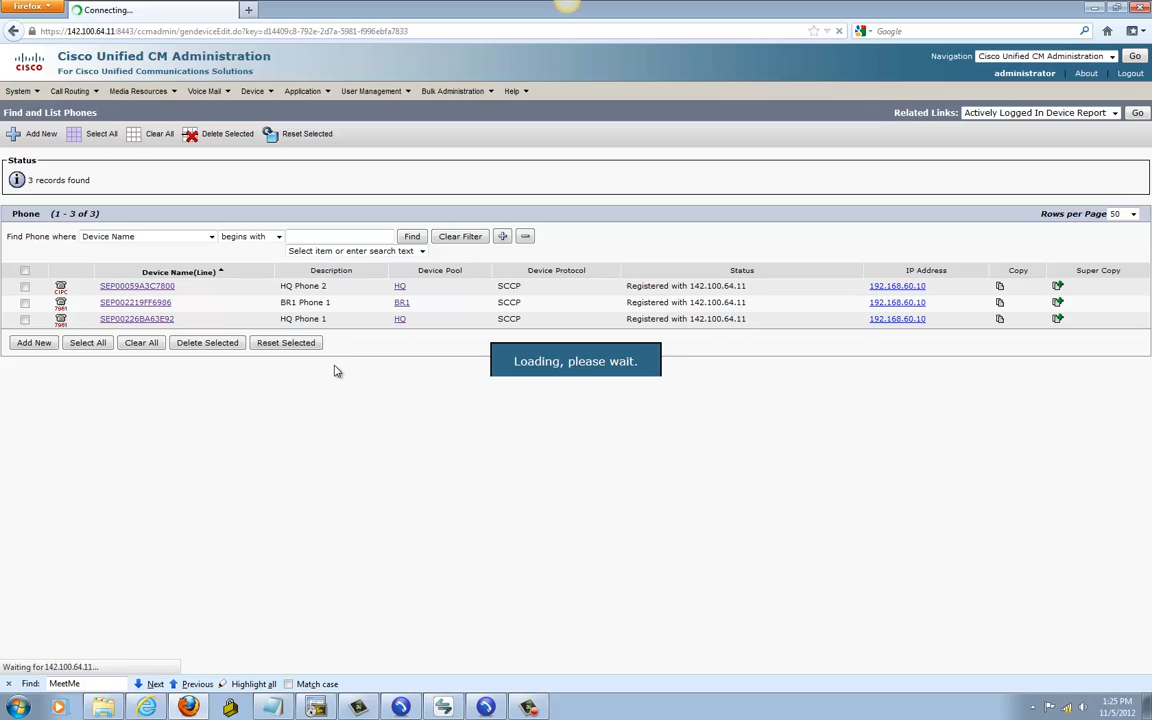 Firefox
Connecting...
https://142.100.64.11:8443/ccmadmin/gendeviceEdit.do?key=d14409c8-792e-2d7a-5981-f996ebfa7833
Google
CISCO
Cisco Unified CM Administration
For Cisco Unified Communications Solutions
Navigation Cisco Unified CM Administration Go
administrator About Logout
System Call Routing Media Resources Voice Mail Device Application User Management Bulk Administration Help
Find and List Phones
Related Links: Actively Logged In Device Report Go
Add New Select All Clear All Delete Selected Reset Selected
Status
3 records found
Phone (1 - 3 of 3)
Rows per Page 50
Find Phone where Device Name begins with Find Clear Filter
Select item or enter search text
Device Name(Line) Description Device Pool Device Protocol Status IP Address Copy Super Copy
CIPC SEP00059A3C7800 HQ Phone 2 HQ SCCP Registered with 142.100.64.11 192.168.60.10
7961 SEP002219FF6986 BR1 Phone 1 BR1 SCCP Registered with 142.100.64.11 192.168.60.10
7961 SEP00226BA63E92 HQ Phone 1 HQ SCCP Registered with 142.100.64.11 192.168.60.10
Add New Select All Clear All Delete Selected Reset Selected
Loading, please wait.
Waiting for 142.100.64.11...
Find: MeetMe Next Previous Highlight all Match case
1:25 PM
11/5/2012